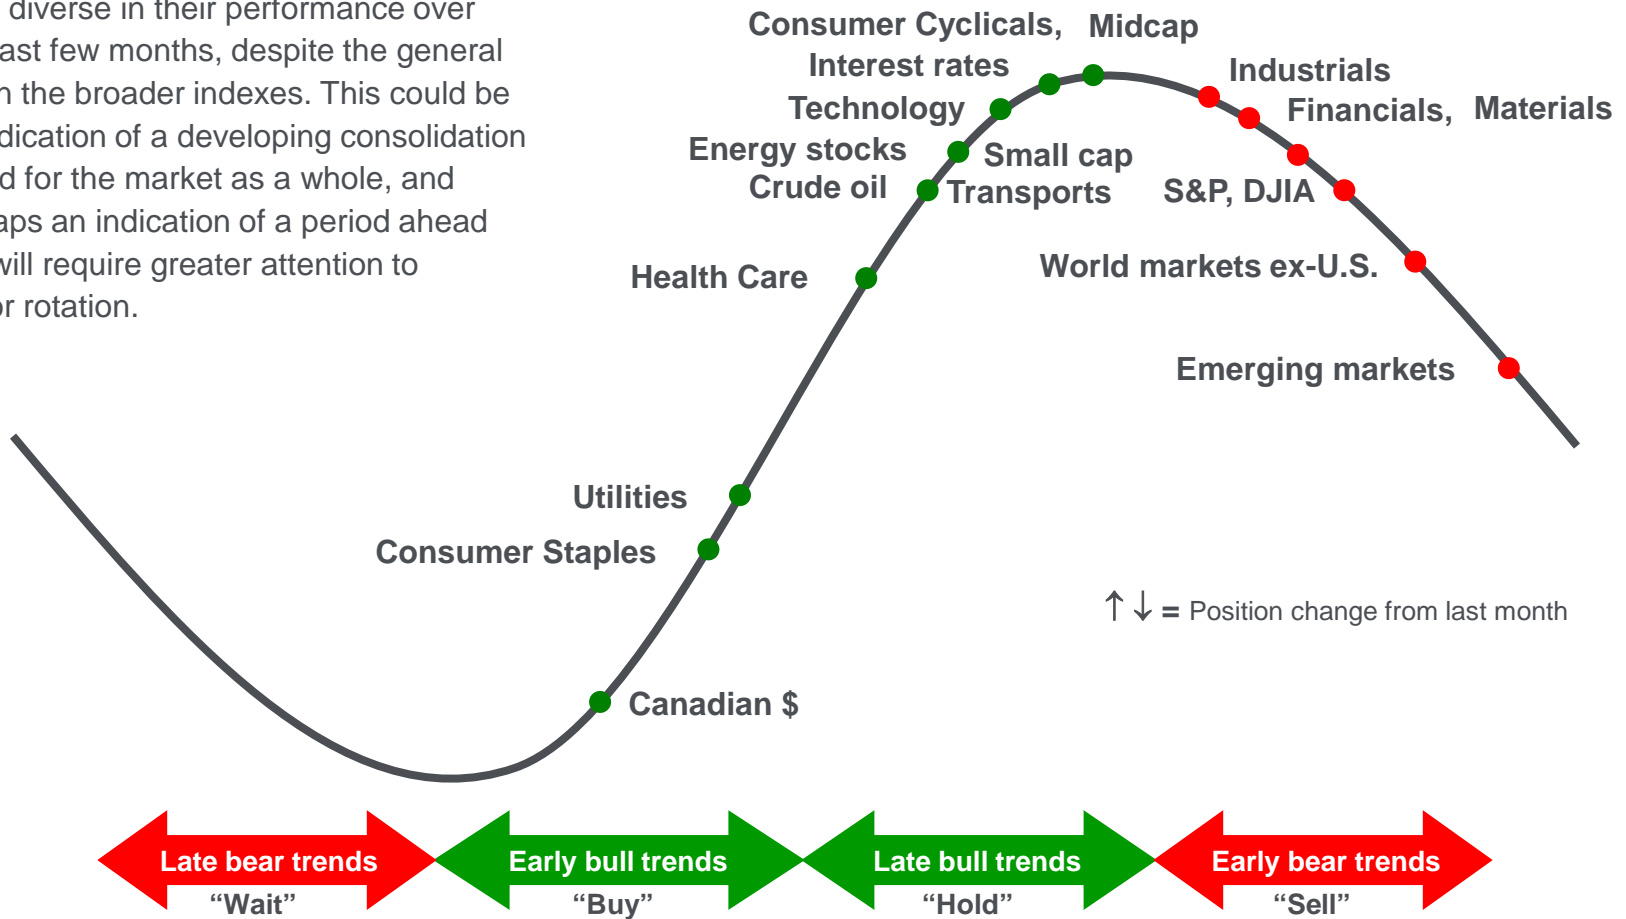 diverse in their performance over
ast few months, despite the general
the broader indexes. This could be
dication of a developing consolidation
for the market as a whole, and
aps an indication of a period ahead
will require greater attention to
or rotation.
Consumer Cyclicals, Midcap
Interest rates
Industrials
Technology
Financials, Materials
Energy stocks
Small cap
Crude oil
Transports
S&P, DJIA
World markets ex-U.S.
Health Care
Emerging markets
Utilities
Consumer Staples
↑↓ = Position change from last month
Canadian $
Late bear trends
Early bull trends
Late bull trends
Early bear trends
“Wait”
“Buy”
“Hold”
“Sell”